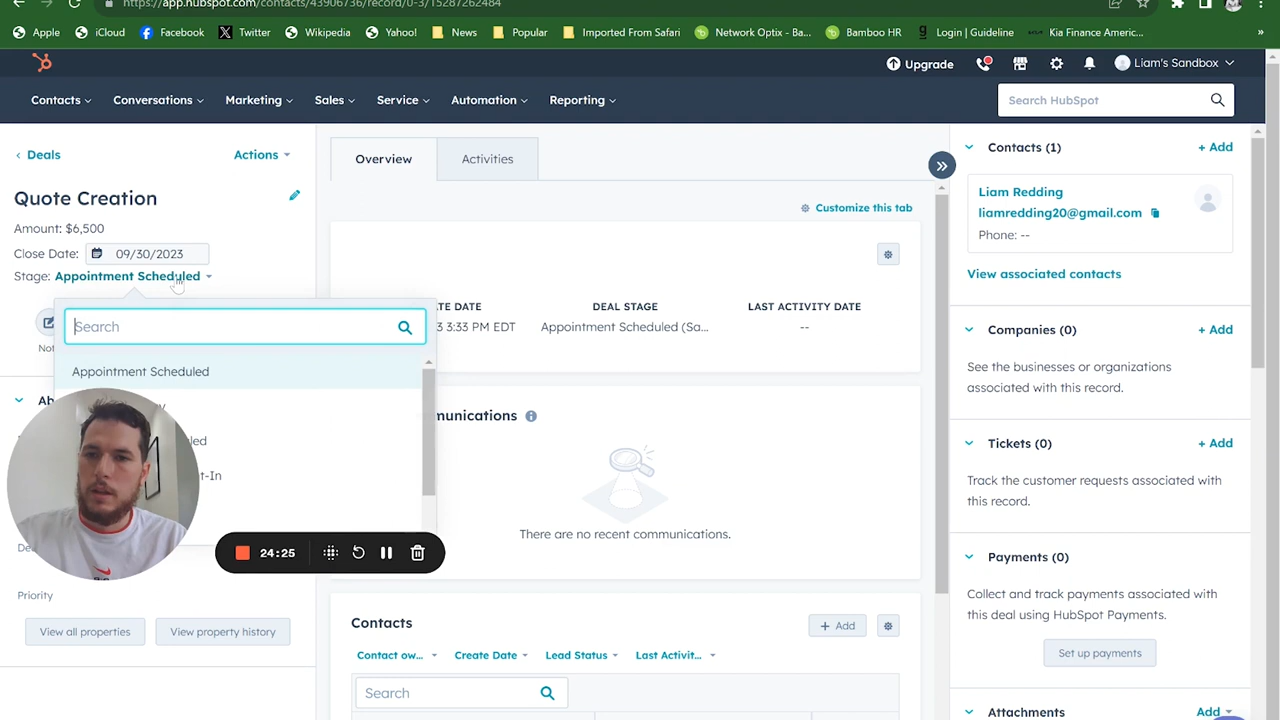 https://app.hubspot.com/contacts/43906736/record/0-3/15287262484
Apple iCloud Facebook Twitter Wikipedia Yahoo! News Popular Imported From Safari Network Optix - Ba... Bamboo HR Login | Guideline Kia Finance Americ... »
Upgrade Liam's Sandbox
Contacts Conversations Marketing Sales Service Automation Reporting Search HubSpot
Deals Actions
Overview Activities
Contacts (1) + Add
Quote Creation
Liam Redding
liamredding20@gmail.com
Phone: --
Customize this tab
Amount: $6,500
Close Date: 09/30/2023
Stage: Appointment Scheduled
View associated contacts
ATE DATE DEAL STAGE LAST ACTIVITY DATE
3 3:33 PM EDT Appointment Scheduled (Sa... --
Search
Companies (0) + Add
See the businesses or organizations
associated with this record.
Appointment Scheduled
t-In
munications
There are no recent communications.
Tickets (0) + Add
Track the customer requests associated with
this record.
24:25
Payments (0)
Collect and track payments associated with
this deal using HubSpot Payments.
Set up payments
Priority
View all properties View property history
Contacts + Add
Contact ow... Create Date Lead Status Last Activit...
Search
Attachments Add